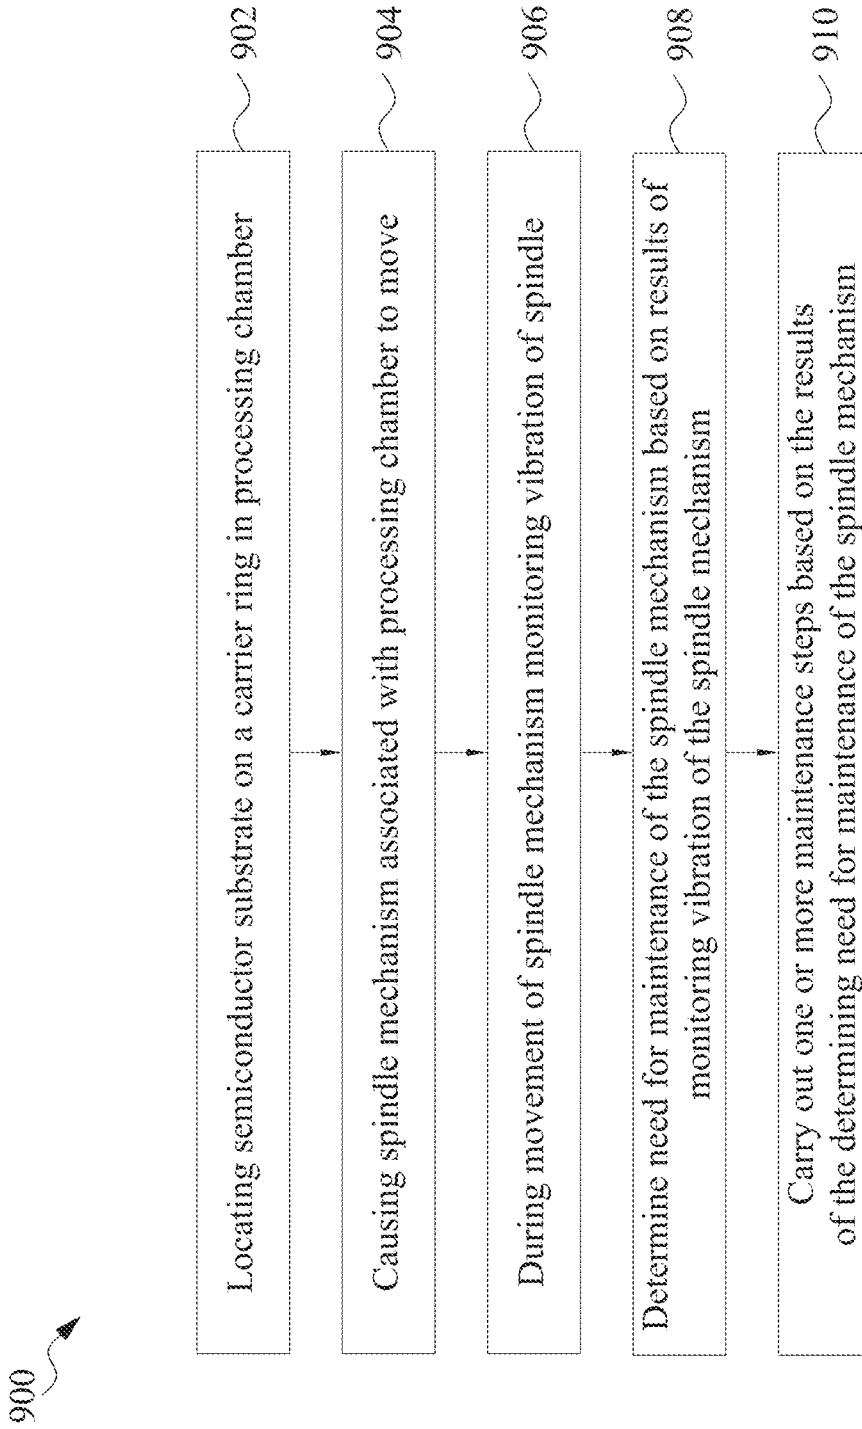 900
Locating semiconductor substrate on a carrier ring in processing chamber
902
Causing spindle mechanism associated with processing chamber to move
904
During movement of spindle mechanism monitoring vibration of spindle
906
Determine need for maintenance of the spindle mechanism based on results of
monitoring vibration of the spindle mechanism
908
Carry out one or more maintenance steps based on the results
of the determining need for maintenance of the spindle mechanism
910